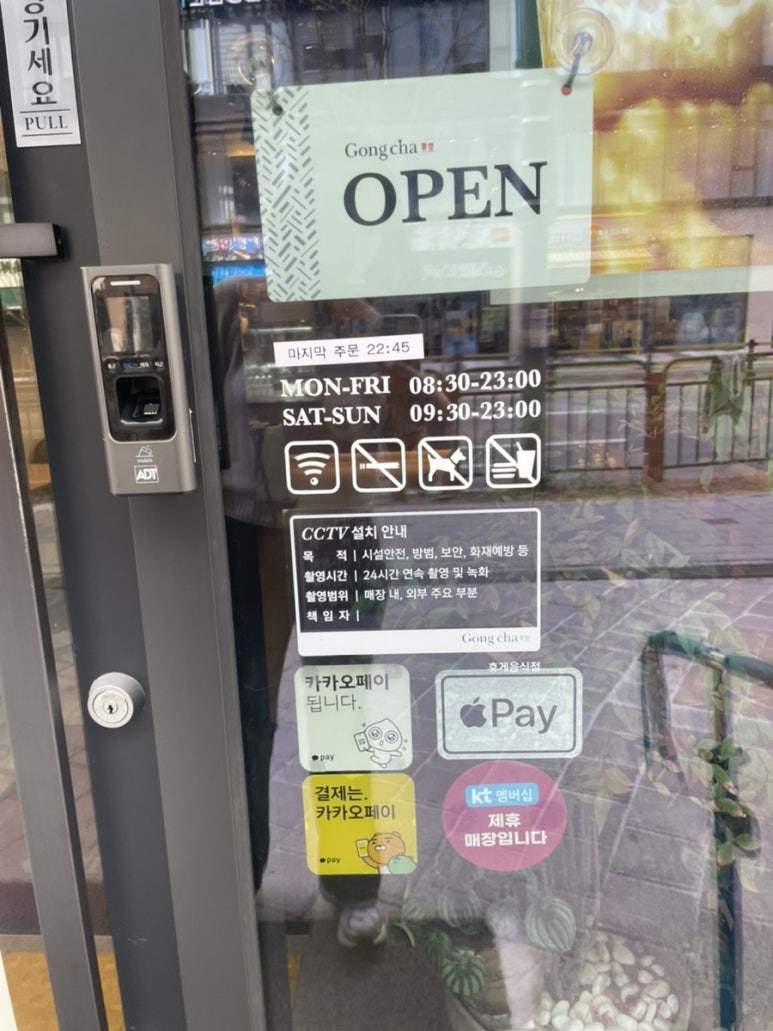 기세요
PULL
Gong cha
OPEN
마지막 주문 22:45
MON-FRI 08:30-23:00
SAT-SUN 09:30-23:00
CCTV 설치 안내
목 적 | 시설안전, 방범, 보안, 화재예방 등
촬영시간 | 24시간 연속 촬영 및 녹화
촬영범위 | 매장 내, 외부 주요 부분
책 임 자 |
Gong cha
휴게음식점
카카오페이
됩니다.
pay
Pay
결제는.
카카오페이
pay
kt 멤버십
제휴
매장입니다
mobile
ADT